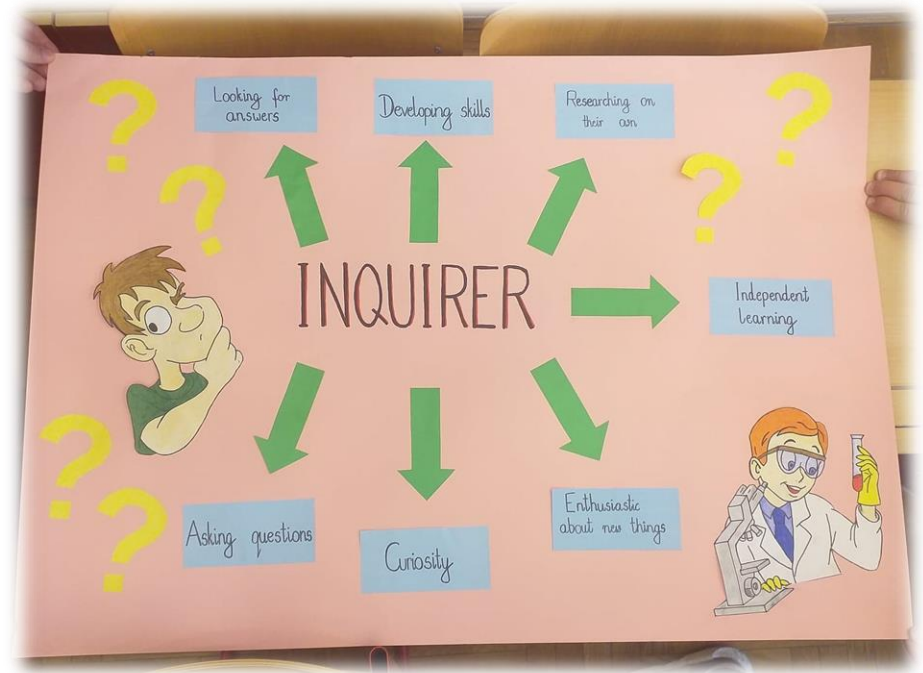 Looking for
answers
Developing skills
Researching on
their own
INQUIRER
Independent
learning
Asking questions
Curiosity
Enthusiastic
about new things